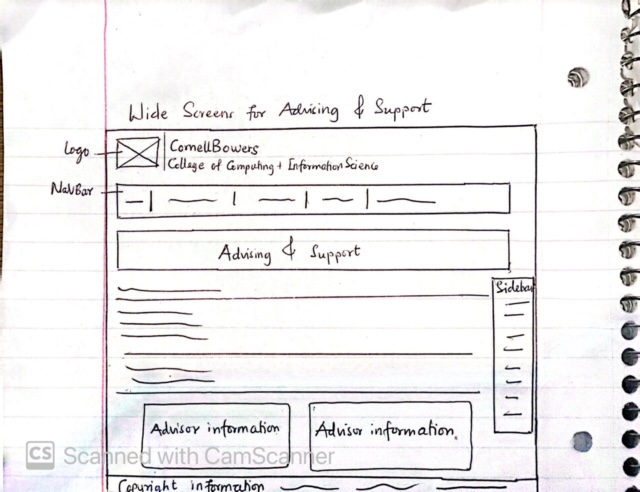 Wide Screens for Advising & Support
Logo
CornellBowers
College of Computing + Information Science
NavBar
Advising & Support
Sidebar
Advisor information
Advisor information.
CS Scanned with CamScanner
Copyright information